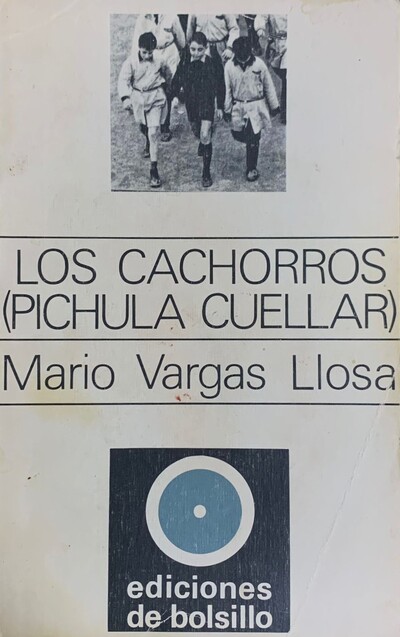 LOS CACHORROS
(PICHULA CUELLAR)
Mario Vargas Llosa
ediciones
de bolsillo